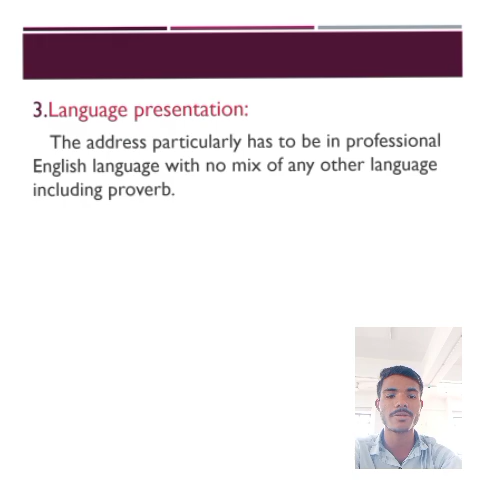 3.Language presentation:
The address particularly has to be in professional
English language with no mix of any other language
including proverb.